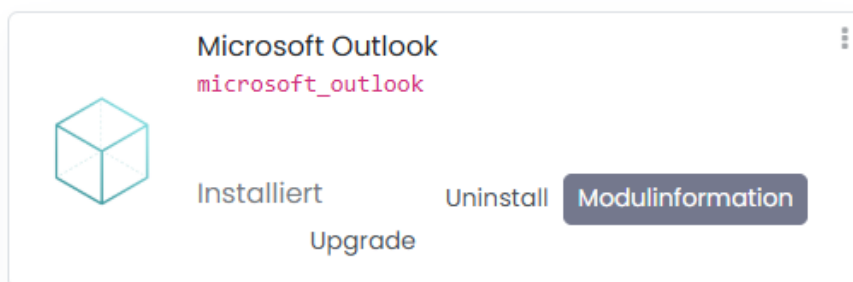 Microsoft Outlook
microsoft_outlook
Installiert
Uninstall
Modulinformation
Upgrade